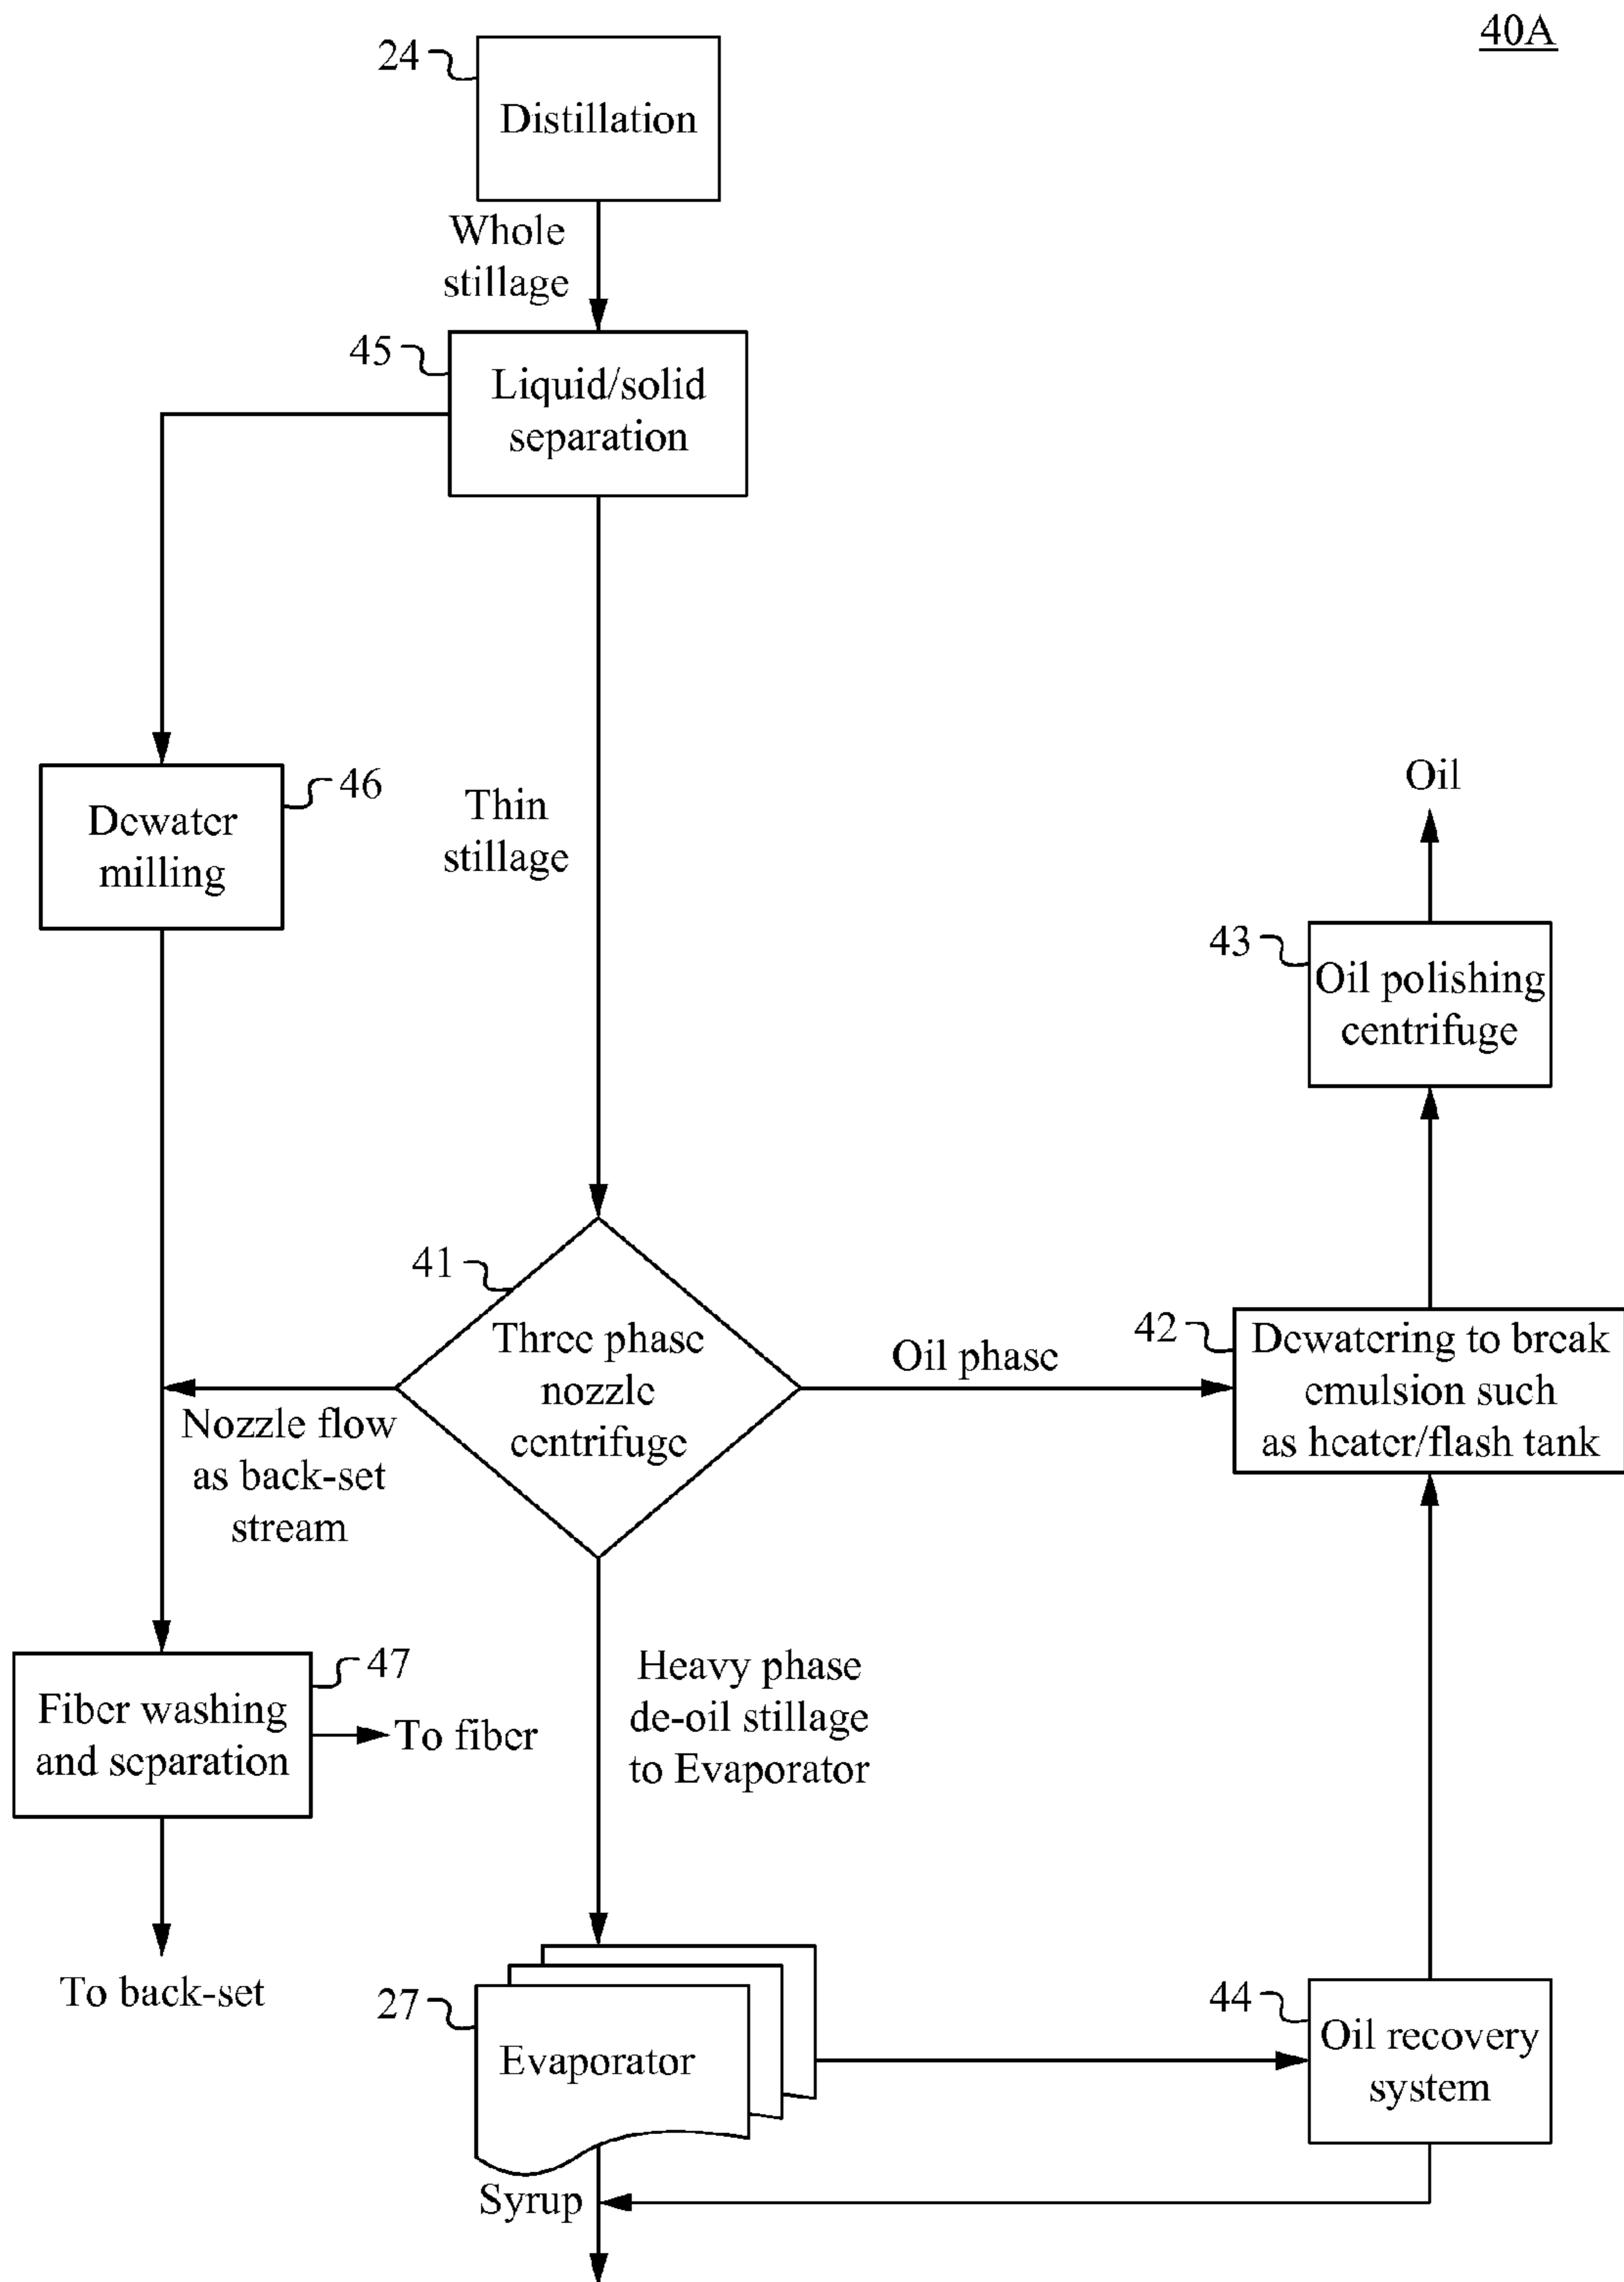 40A
24
Distillation
Whole
stillage
45
Liquid/solid
separation
46
Dewater
milling
Thin
stillage
Oil
43
Oil polishing
centrifuge
41
Three phase
nozzle
centrifuge
Oil phase
42
Dewatering to break
emulsion such
as heater/flash tank
Nozzle flow
as back-set
stream
47
Fiber washing
and separation
To fiber
Heavy phase
de-oil stillage
to Evaporator
To back-set
27
Evaporator
44
Oil recovery
system
Syrup